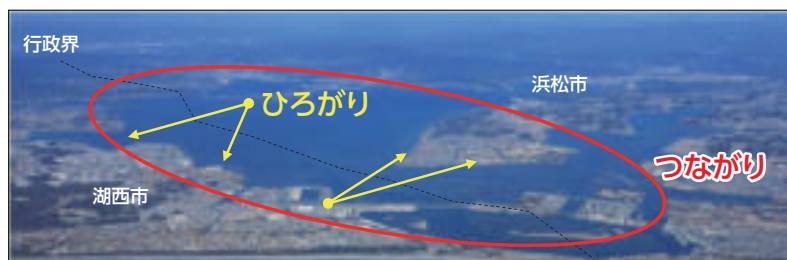 行政界
浜松市
ひろがり
つながり
湖西市